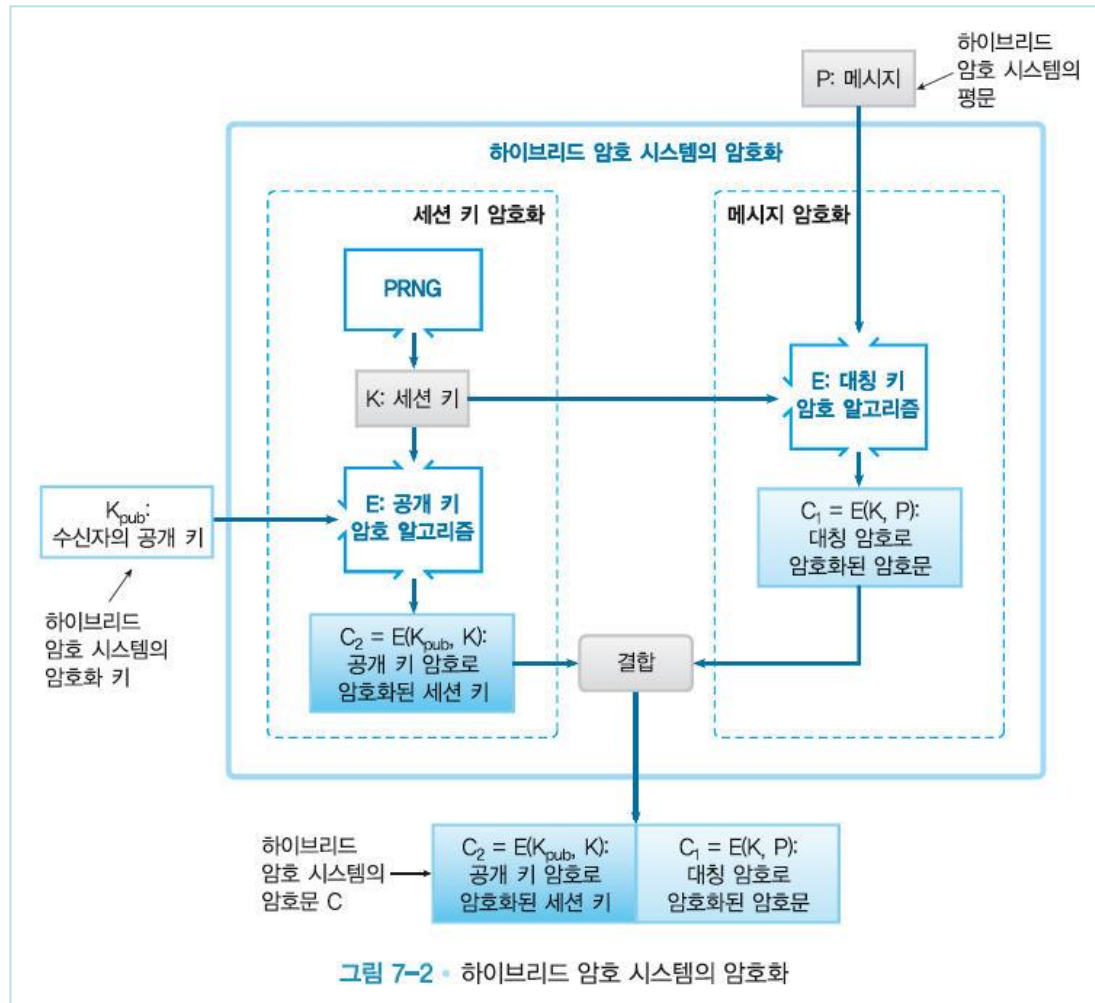 하이브리드
암호 시스템의
평문
P: 메시지
하이브리드 암호 시스템의 암호화
세션 키 암호화
메시지 암호화
PRNG
K: 세션 키
E: 대칭 키
암호 알고리즘
K_pub:
수신자의 공개 키
E: 공개 키
암호 알고리즘
C₁ = E(K, P):
대칭 암호로
암호화된 암호문
하이브리드
암호 시스템의
암호화 키
C₂ = E(K_pub, K):
공개 키 암호로
암호화된 세션 키
결합
하이브리드
암호 시스템의
암호문 C
C₂ = E(K_pub, K):
공개 키 암호로
암호화된 세션 키
C₁ = E(K, P):
대칭 암호로
암호화된 암호문
그림 7-2 • 하이브리드 암호 시스템의 암호화